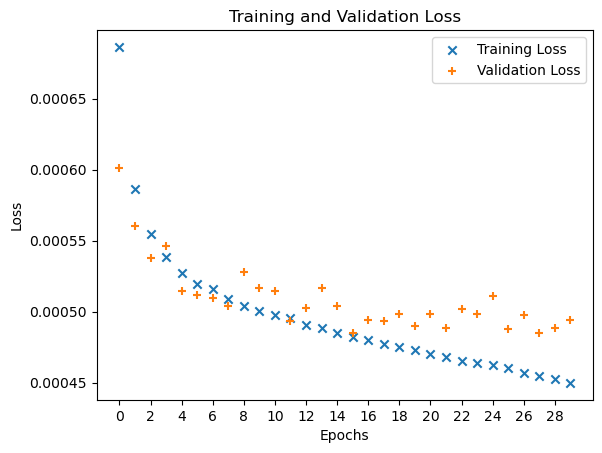 Training and Validation Loss
Training Loss
Validation Loss
0.00065
0.00060
0.00055
0.00050
0.00045
Loss
0 2 4 6 8 10 12 14 16 18 20 22 24 26 28
Epochs